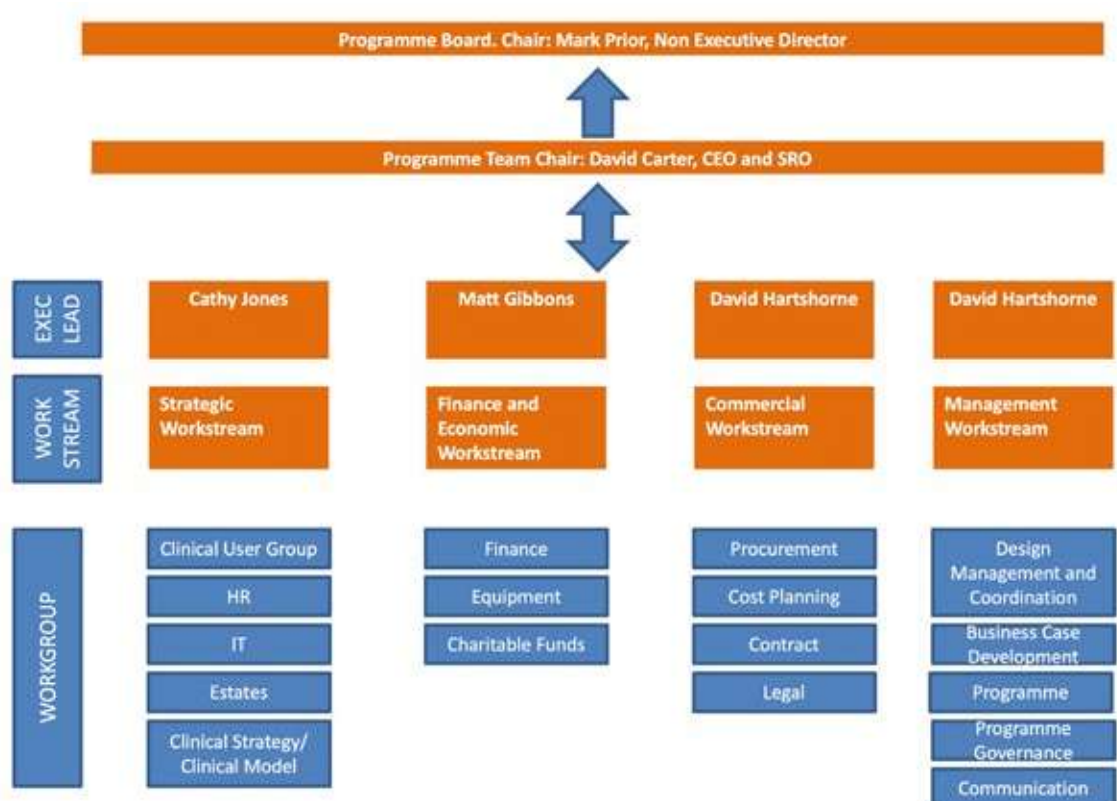 Programme Board. Chair: Mark Prior, Non Executive Director
Programme Team Chair: David Carter, CEO and SRO
EXEC
LEAD
Cathy Jones
Matt Gibbons
David Hartshorne
David Hartshorne
WORK
STREAM
Strategic
Workstream
Finance and
Economic
Workstream
Commercial
Workstream
Management
Workstream
WORKGROUP
Clinical User Group
HR
IT
Estates
Clinical Strategy/
Clinical Model
Finance
Equipment
Charitable Funds
Procurement
Cost Planning
Contract
Legal
Design
Management and
Coordination
Business Case
Development
Programme
Programme
Governance
Communication